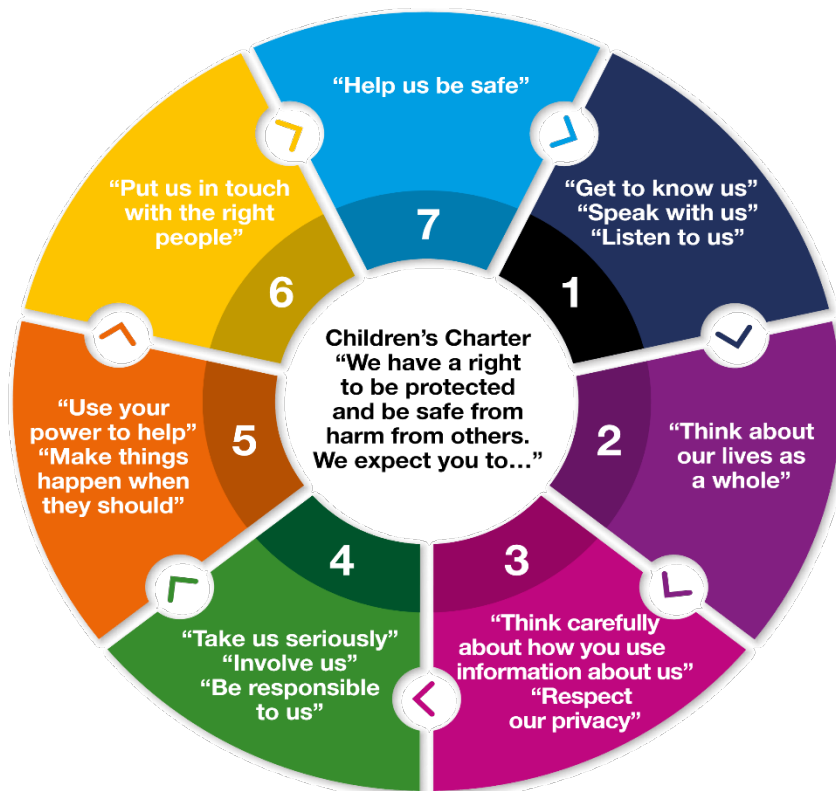 Children’s Charter
“We have a right
to be protected
and be safe from
harm from others.
We expect you to...”
1
“Get to know us”
“Speak with us”
“Listen to us”
2
“Think about
our lives as
a whole”
3
“Think carefully
about how you use
information about us”
“Respect
our privacy”
4
“Take us seriously”
“Involve us”
“Be responsible
to us”
5
“Use your
power to help”
“Make things
happen when
they should”
6
“Put us in touch
with the right
people”
7
“Help us be safe”